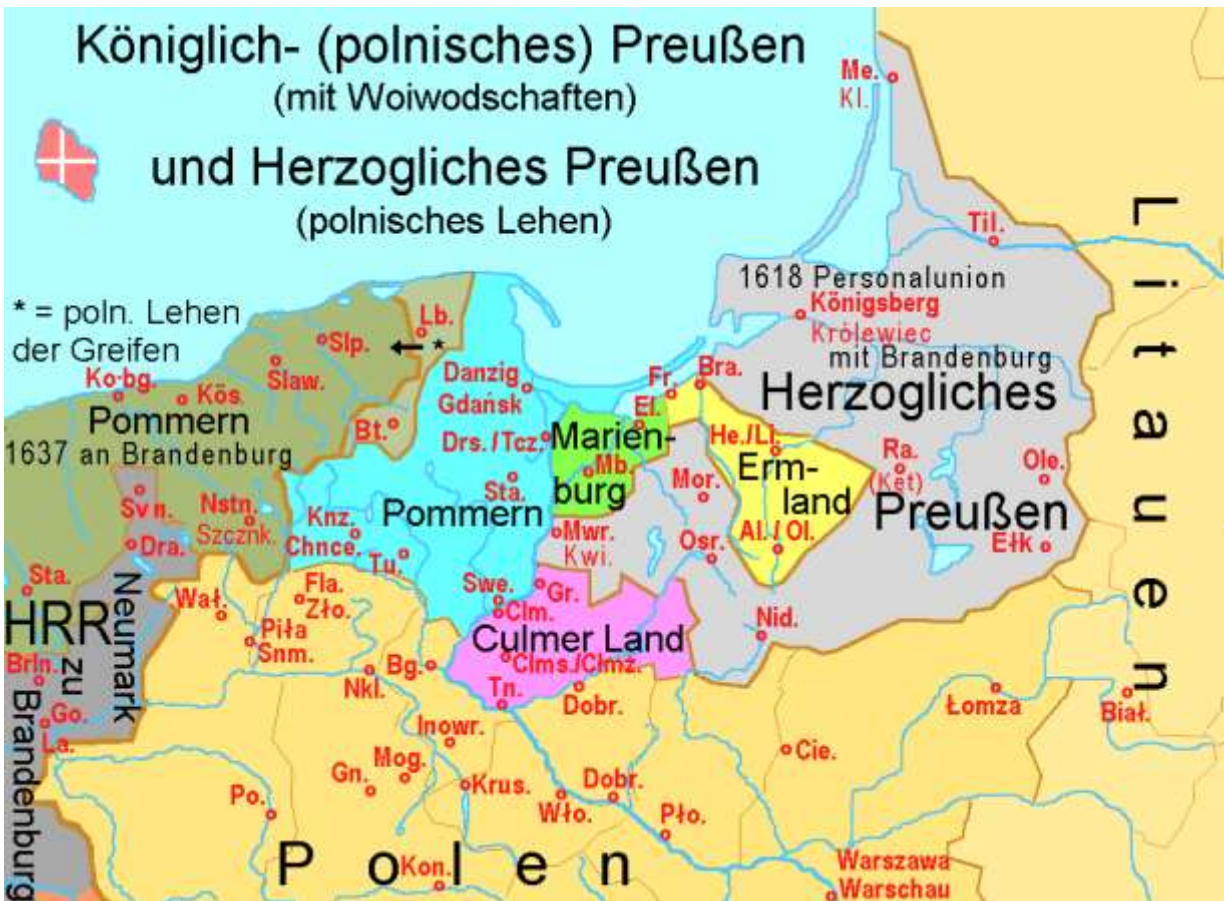 Königlich- (polnisches) Preußen
(mit Woiwodschaften)
und Herzogliches Preußen
(polnisches Lehen)
Me.
Kl.
Til.
Litauen
1618 Personalunion
Königsberg
Królewiec
mit Brandenburg
Herzogliches
Preußen
* = poln. Lehen
der Greifen
Lb.
*
Slp.
Slaw.
Ko-bg.
Kös.
Pommern
1637 an Brandenburg
Bt.
Danzig
Gdańsk
Drs./Tcz.
Fr.
Bra.
El.
Marien-
burg
Mb.
He./Li.
Erm-
land
Al./Ol.
Mor.
Osr.
Ra.
(Kęt)
Ole.
Ełk
Svn.
Dra.
Nstn.
Szcznk.
Knz.
Chnce.
Tu.
Sta.
Pommern
Mwr.
Kwi.
Swe.
Clm.
Gr.
Culmer Land
Clms./Clmż.
Tn.
Dobr.
Nid.
Sta.
HRR
zu
Brandenburg
Neumark
Brln.
Go.
La.
Wał.
Fla.
Zło.
Piła
Snm.
Nkl.
Bg.
Inowr.
Mog.
Gn.
Krus.
Po.
Wło.
Dobr.
Pło.
Cie.
Łomza
Biał.
Polen
Kon.
Warszawa
Warschau